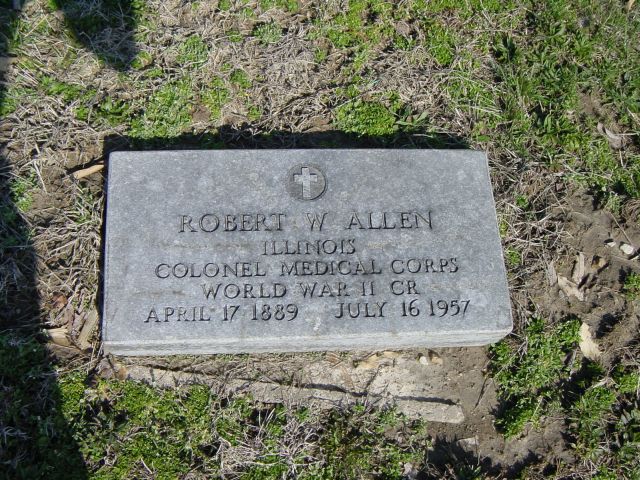 ROBERT W ALLEN
ILLINOIS
COLONEL MEDICAL CORPS
WORLD WAR II CR
APRIL 17 1889 JULY 16 1957